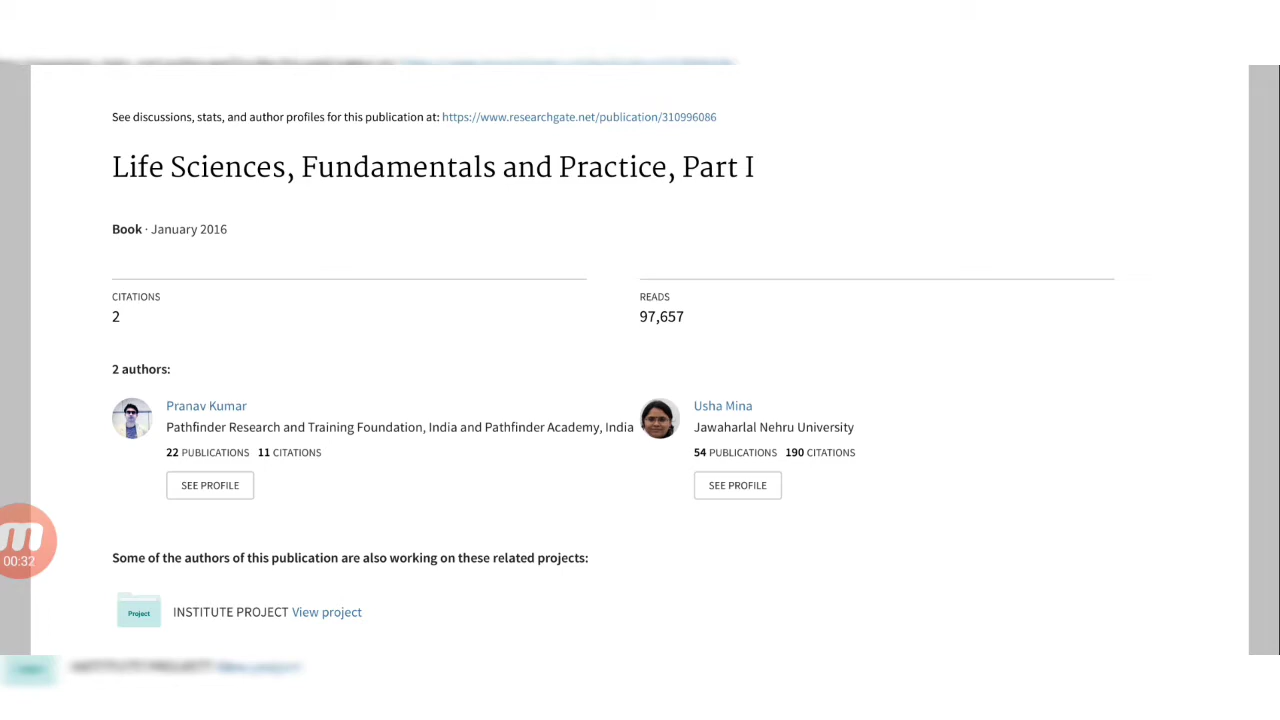 See discussions, stats, and author profiles for this publication at: https://www.researchgate.net/publication/310996086
Life Sciences, Fundamentals and Practice, Part I
Book · January 2016
CITATIONS
2
READS
97,657
2 authors:
Pranav Kumar
Pathfinder Research and Training Foundation, India and Pathfinder Academy, India
22 PUBLICATIONS 11 CITATIONS
SEE PROFILE
Usha Mina
Jawaharlal Nehru University
54 PUBLICATIONS 190 CITATIONS
SEE PROFILE
m
00:32
Some of the authors of this publication are also working on these related projects:
Project
INSTITUTE PROJECT View project